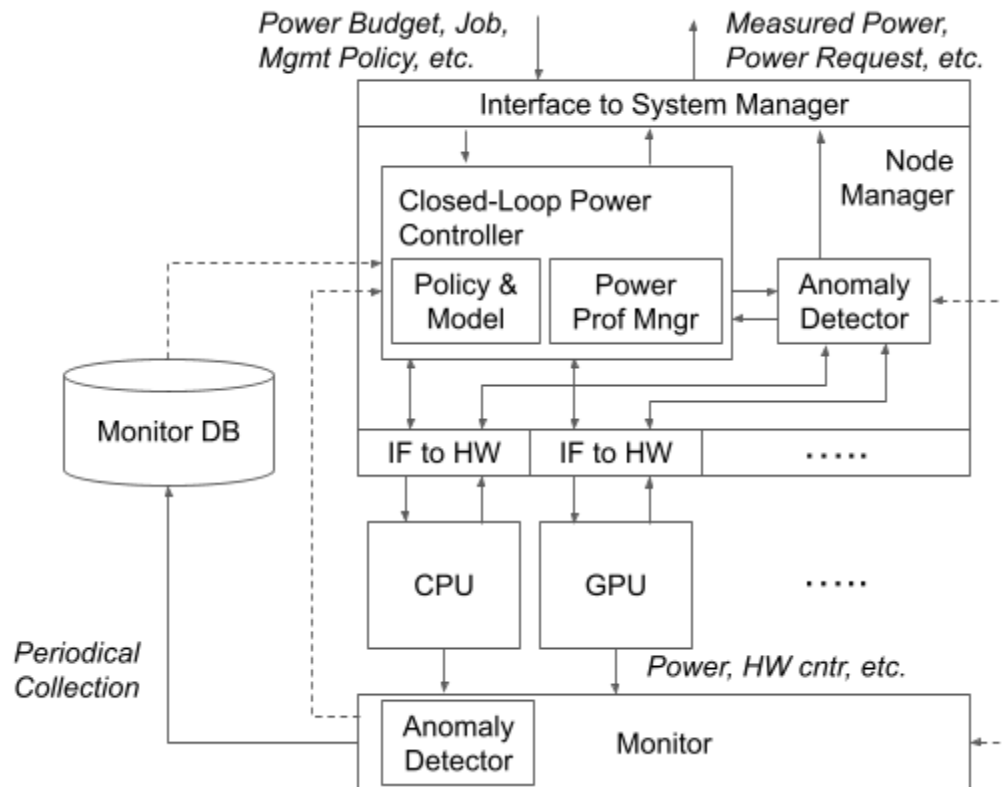 Power Budget, Job,
Mgmt Policy, etc.
Measured Power,
Power Request, etc.
Interface to System Manager
Node
Manager
Closed-Loop Power
Controller
Policy &
Model
Power
Prof Mngr
Anomaly
Detector
Monitor DB
IF to HW
IF to HW
.....
CPU
GPU
.....
Periodical
Collection
Power, HW cntr, etc.
Anomaly
Detector
Monitor